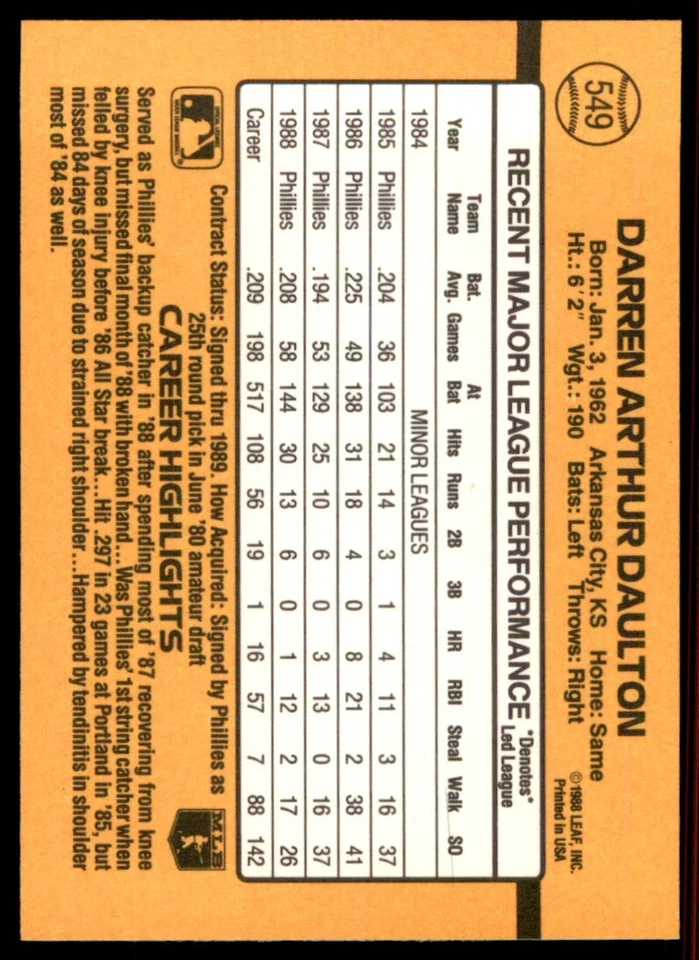 549
DARREN ARTHUR DAULTON
Born: Jan. 3, 1962 Arkansas City, KS Home: Same
Ht.: 6'2" Wgt.: 190 Bats: Left Throws: Right
©1988 LEAF, INC.
Printed in USA
RECENT MAJOR LEAGUE PERFORMANCE *Denotes* Led League
Year Team Name Bat. Avg. Games At Bat Hits Runs 2B 3B HR RBI Steal Walk SO
1984 MINOR LEAGUES
1985 Phillies .204 36 103 21 14 3 1 4 11 3 16 37
1986 Phillies .225 49 138 31 18 4 0 8 21 2 38 41
1987 Phillies .194 53 129 25 10 6 0 3 13 0 16 37
1988 Phillies .208 58 144 30 13 6 0 1 12 2 17 26
Career .209 198 517 108 56 19 1 16 57 7 88 142
Contract Status: Signed thru 1989. How Acquired: Signed by Phillies as
25th round pick in June '80 amateur draft
MLB
CAREER HIGHLIGHTS
Served as Phillies' backup catcher in '88 after spending most of '87 recovering from knee
surgery, but missed final month of '88 with broken hand...Was Phillies' 1st string catcher when
felled by knee injury before '86 All Star break...Hit .297 in 23 games at Portland in '85, but
missed 84 days of season due to strained right shoulder...Hampered by tendinitis in shoulder
most of '84 as well.